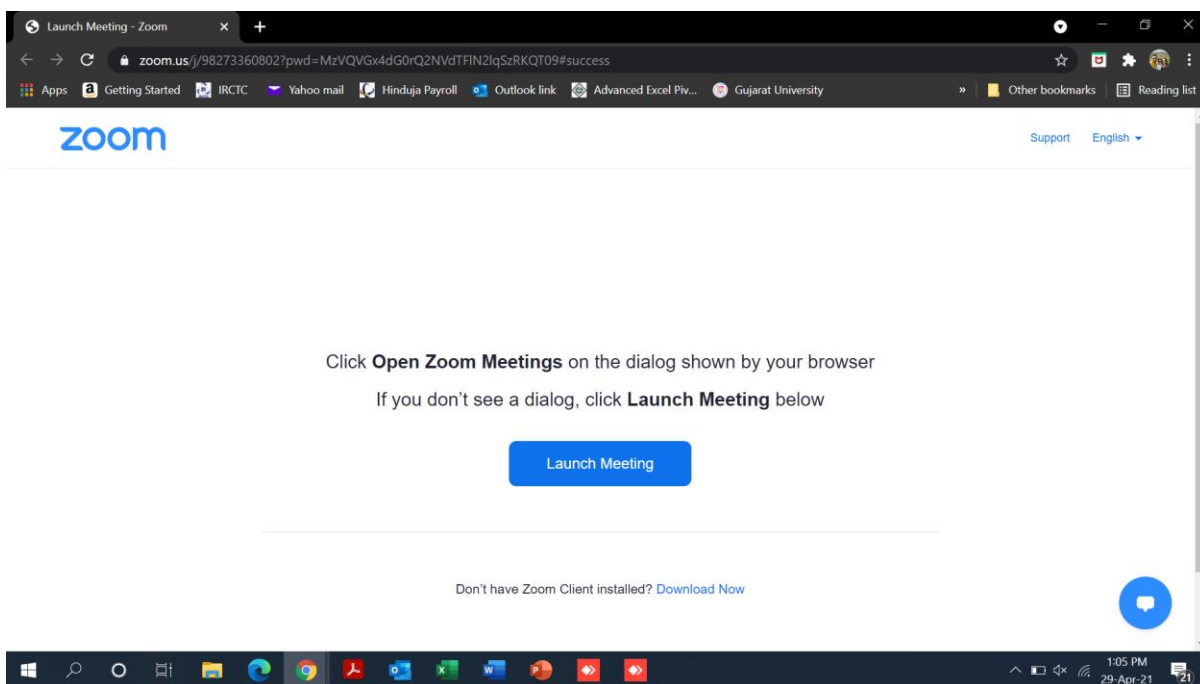 Launch Meeting - Zoom
zoom.us/j/98273360802?pwd=MzVQVGx4dG0rQ2NVdTFlN2lqSzRKQT09#success
Apps Getting Started IRCTC Yahoo mail Hinduja Payroll Outlook link Advanced Excel Piv... Gujarat University » Other bookmarks Reading list
zoom Support English
Click Open Zoom Meetings on the dialog shown by your browser
If you don't see a dialog, click Launch Meeting below
Launch Meeting
Don't have Zoom Client installed? Download Now
1:05 PM
29-Apr-21
21